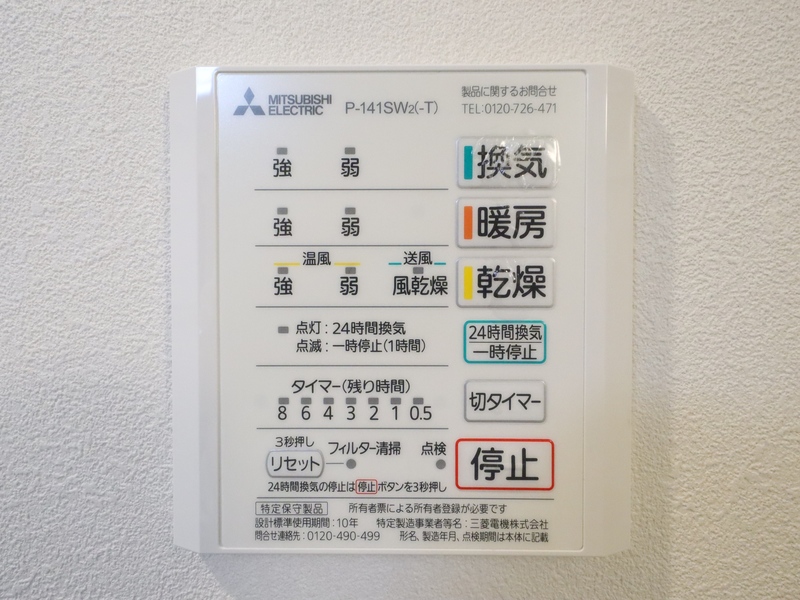 MITSUBISHI ELECTRIC P-141SW2(-T)
製品に関するお問合せ
TEL:0120-726-471
強 弱 換気
強 弱 暖房
温風 送風
強 弱 風乾燥 乾燥
点灯：24時間換気
点滅：一時停止(1時間)
24時間換気
一時停止
タイマー(残り時間)
8 6 4 3 2 1 0.5
切タイマー
3秒押し
リセット フィルター清掃 点検
停止
24時間換気の停止は停止ボタンを3秒押し
特定保守製品 所有者票による所有者登録が必要です
設計標準使用期間：10年 特定製造事業者等名：三菱電機株式会社
問合せ連絡先：0120-490-499 形名、製造年月、点検期間は本体に記載